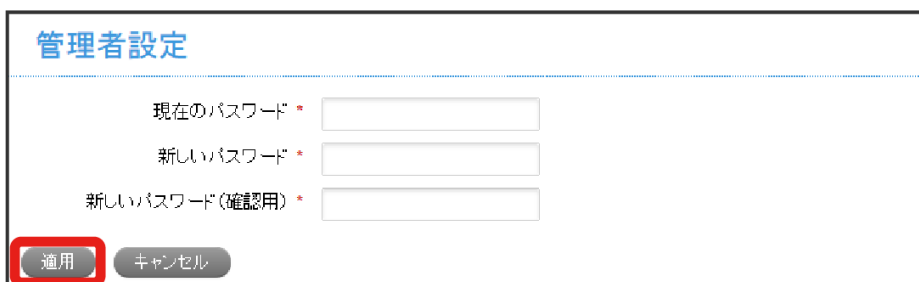 管理者設定
現在のパスワード *
新しいパスワード *
新しいパスワード(確認用) *
適用 キャンセル